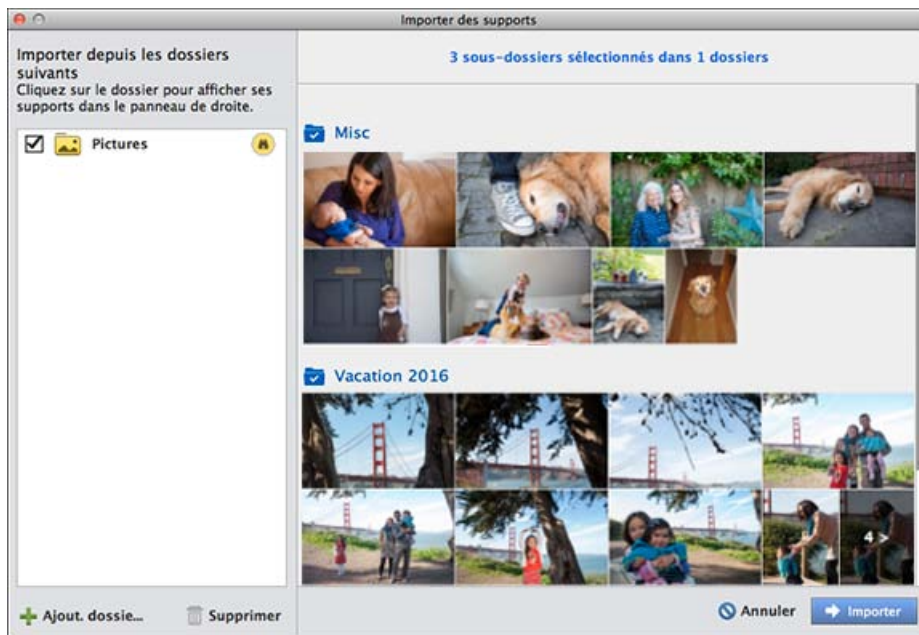 Importer des supports
Importer depuis les dossiers
suivants
Cliquez sur le dossier pour afficher ses
supports dans le panneau de droite.
Pictures
Ajout. dossie...
Supprimer
3 sous-dossiers sélectionnés dans 1 dossiers
Misc
Vacation 2016
4 >
Annuler
Importer